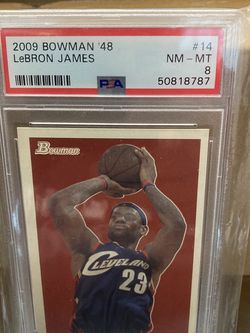 2009 BOWMAN '48 #14
LeBRON JAMES NM - MT
8
PSA 50818787
Bowman
CLEVELAND
23